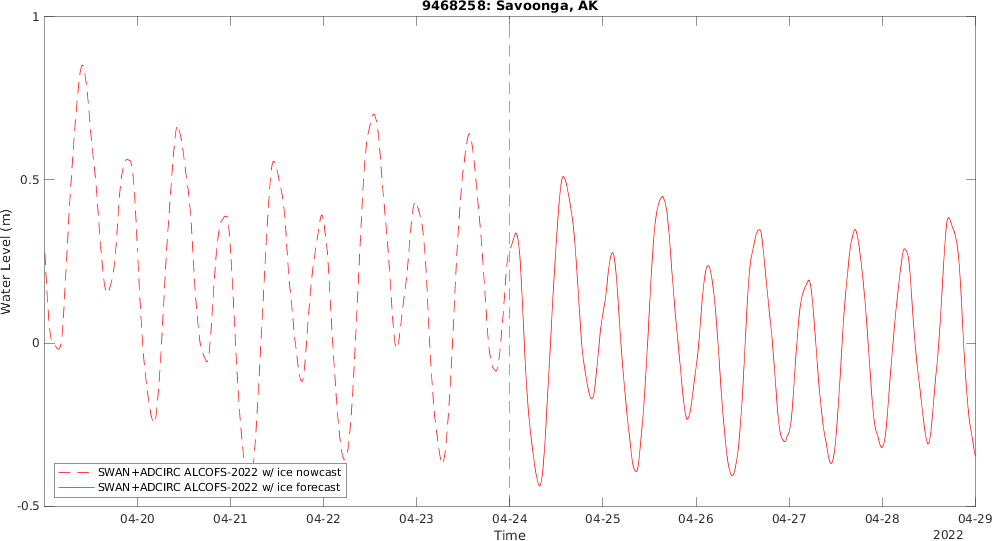 9468258: Savoonga, AK
1
0.5
0
-0.5
Water Level (m)
SWAN+ADCIRC ALCOFS-2022 w/ ice nowcast
SWAN+ADCIRC ALCOFS-2022 w/ ice forecast
04-20 04-21 04-22 04-23 04-24 04-25 04-26 04-27 04-28 04-29
Time
2022